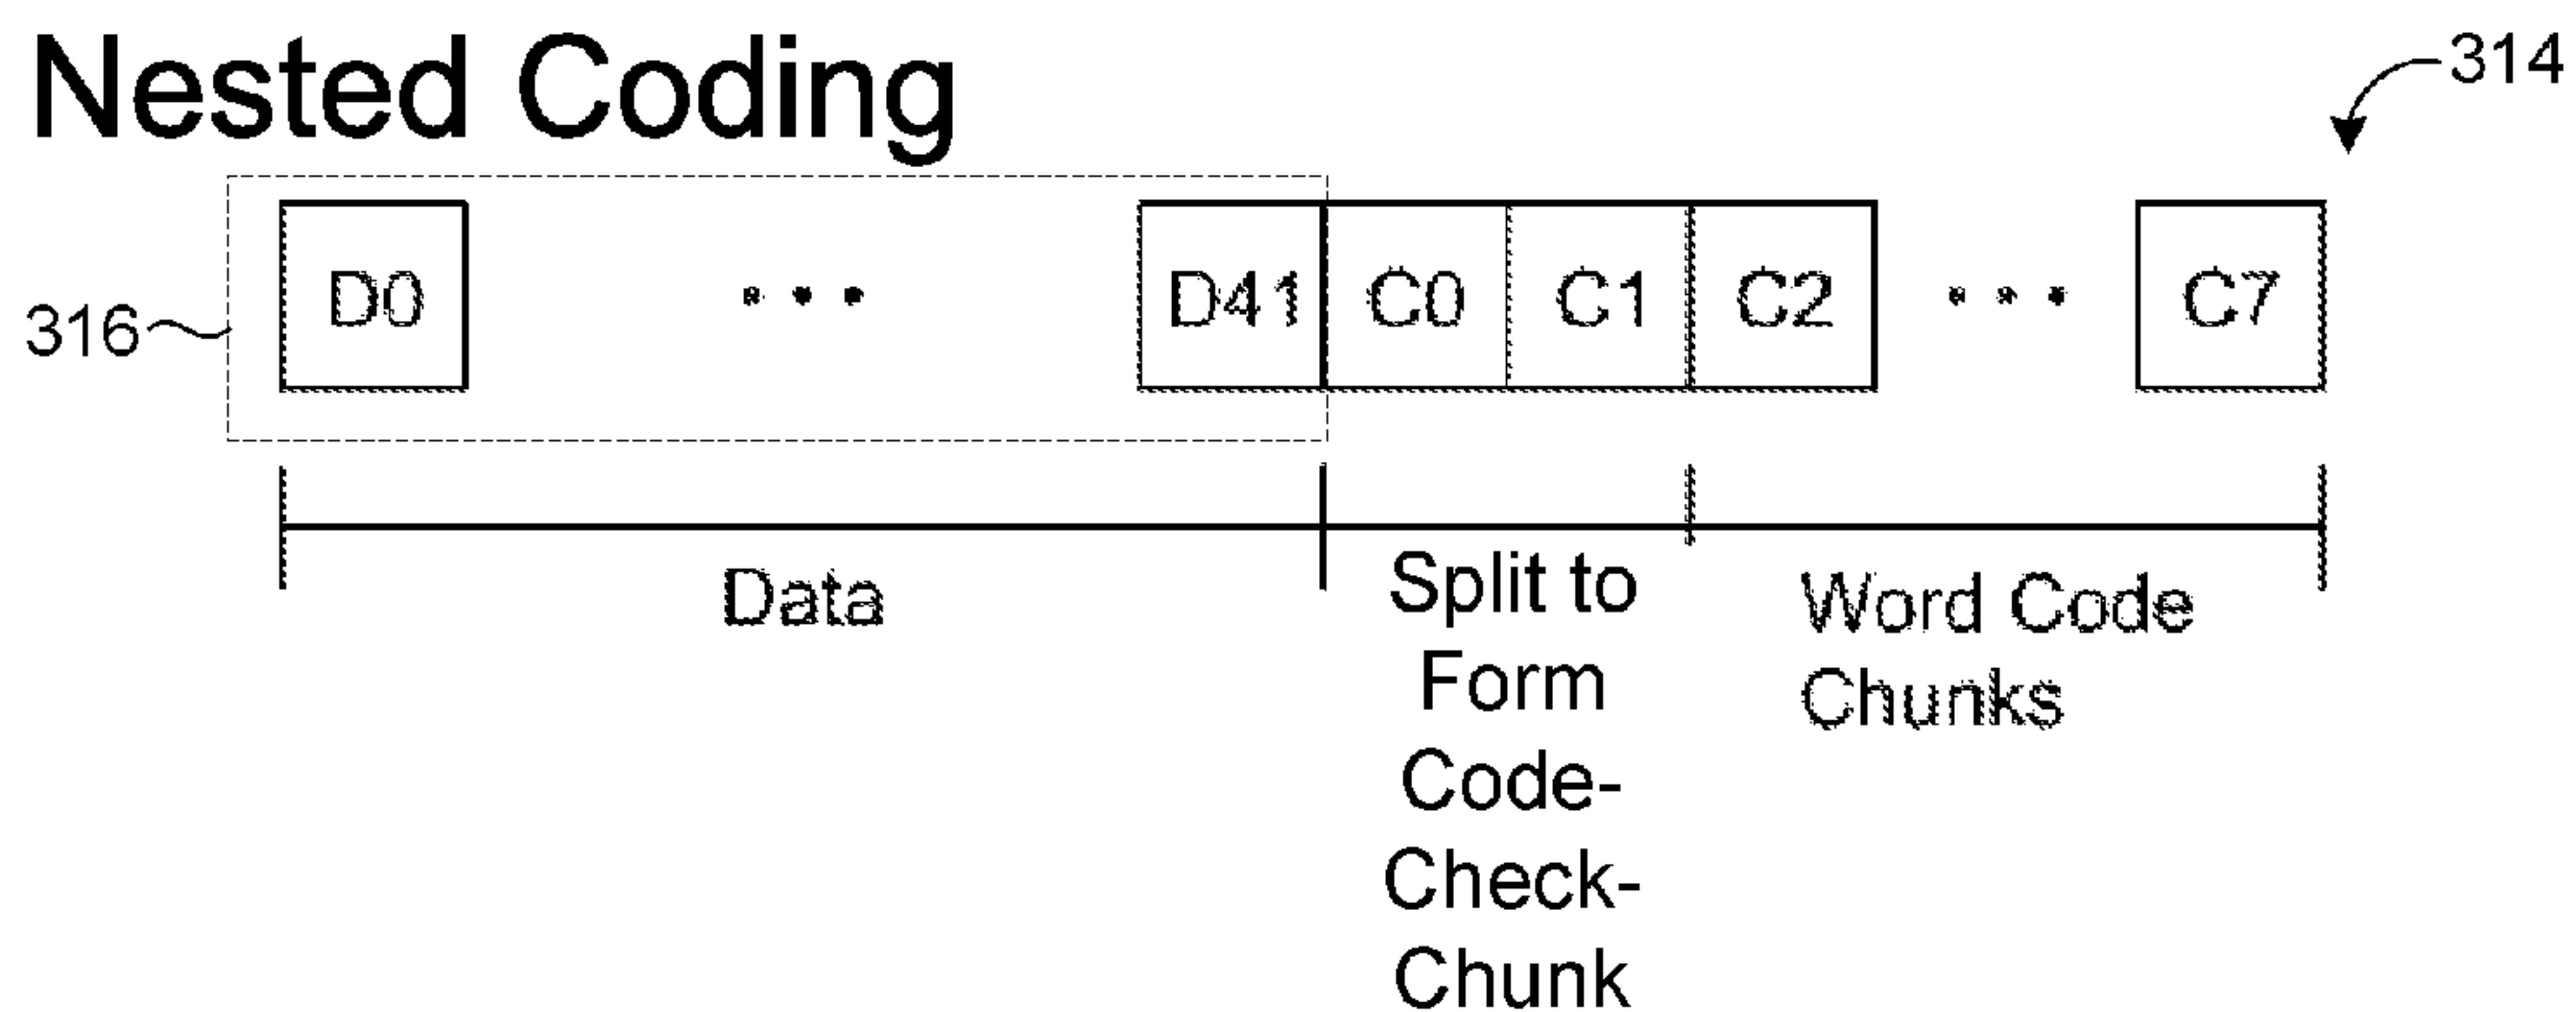 Nested Coding
314
316
D0 ... D41 C0 C1 C2 ... C7
Data
Split to
Form
Code-
Check-
Chunk
Word Code
Chunks